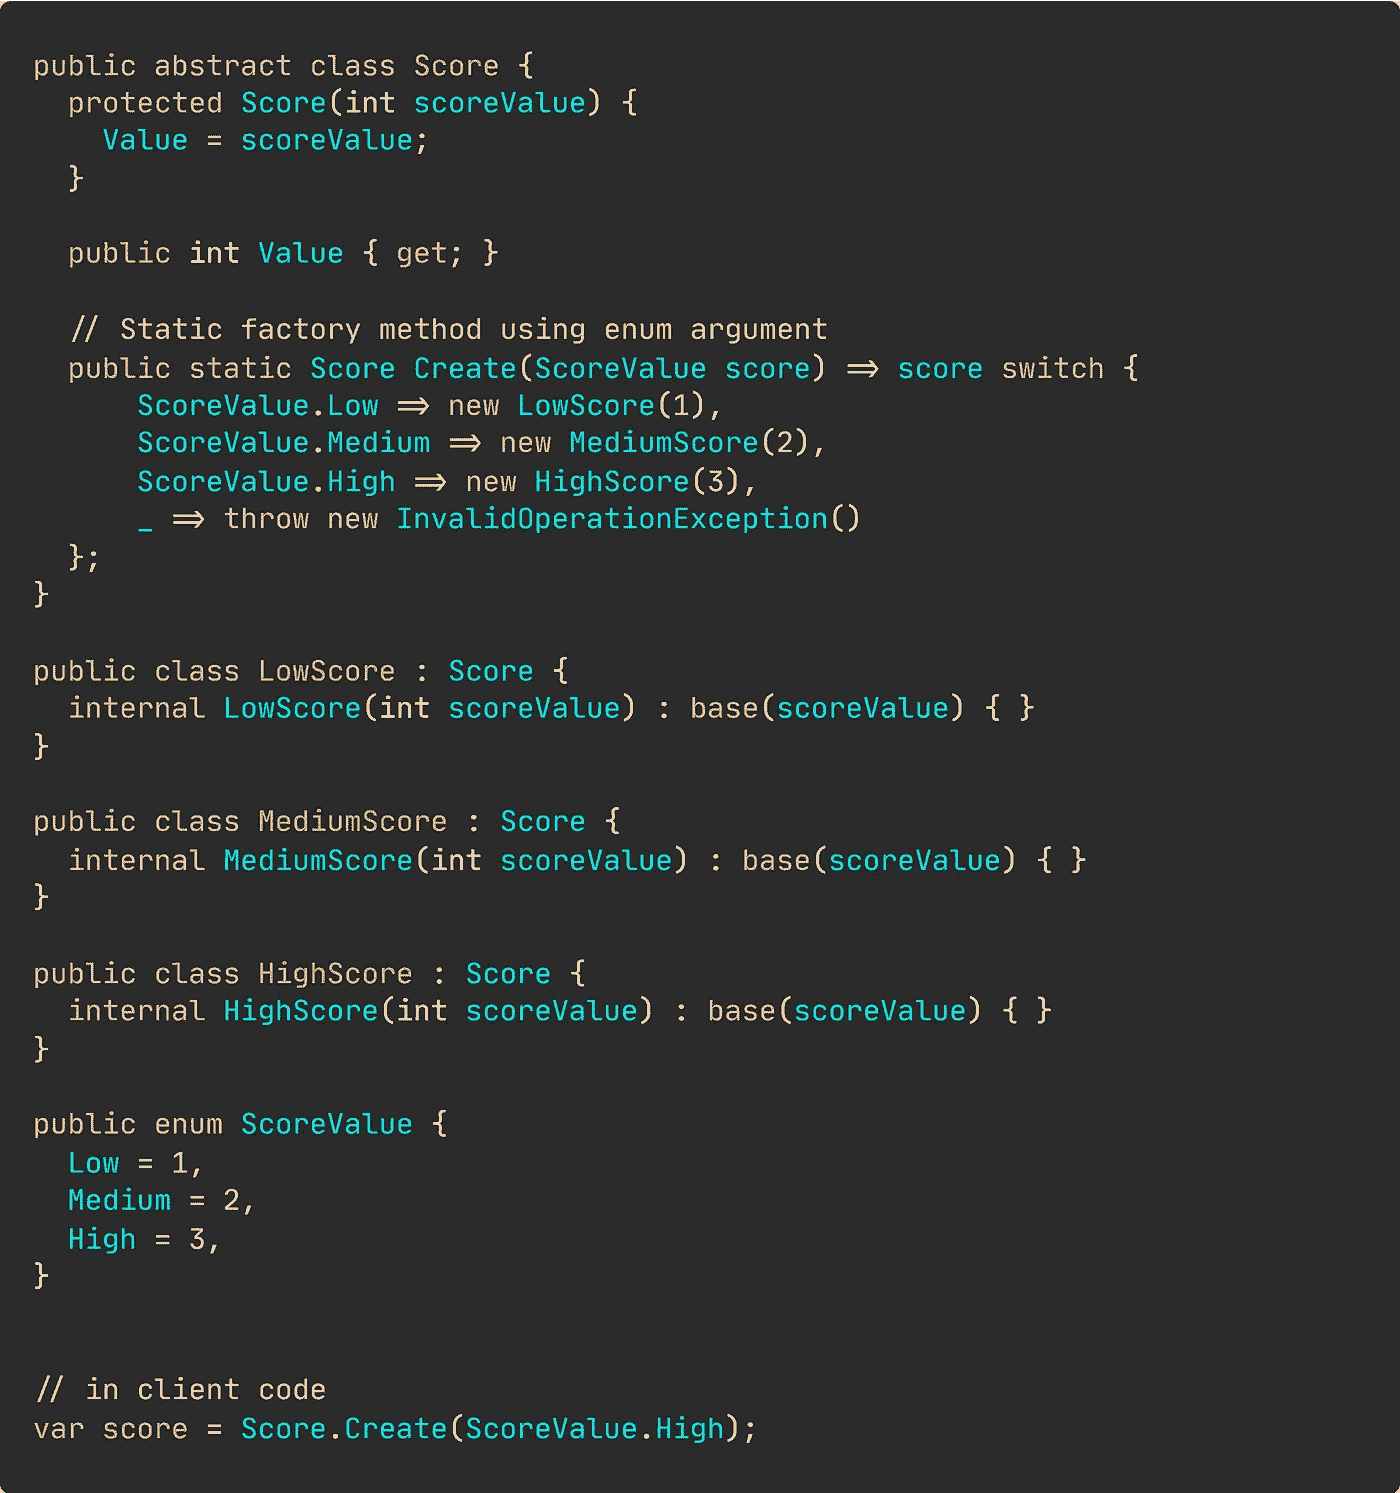 public abstract class Score {
  protected Score(int scoreValue) {
    Value = scoreValue;
  }

  public int Value { get; }

  // Static factory method using enum argument
  public static Score Create(ScoreValue score) => score switch {
      ScoreValue.Low => new LowScore(1),
      ScoreValue.Medium => new MediumScore(2),
      ScoreValue.High => new HighScore(3),
      _ => throw new InvalidOperationException()
  };
}

public class LowScore : Score {
  internal LowScore(int scoreValue) : base(scoreValue) { }
}

public class MediumScore : Score {
  internal MediumScore(int scoreValue) : base(scoreValue) { }
}

public class HighScore : Score {
  internal HighScore(int scoreValue) : base(scoreValue) { }
}

public enum ScoreValue {
  Low = 1,
  Medium = 2,
  High = 3,
}

// in client code
var score = Score.Create(ScoreValue.High);